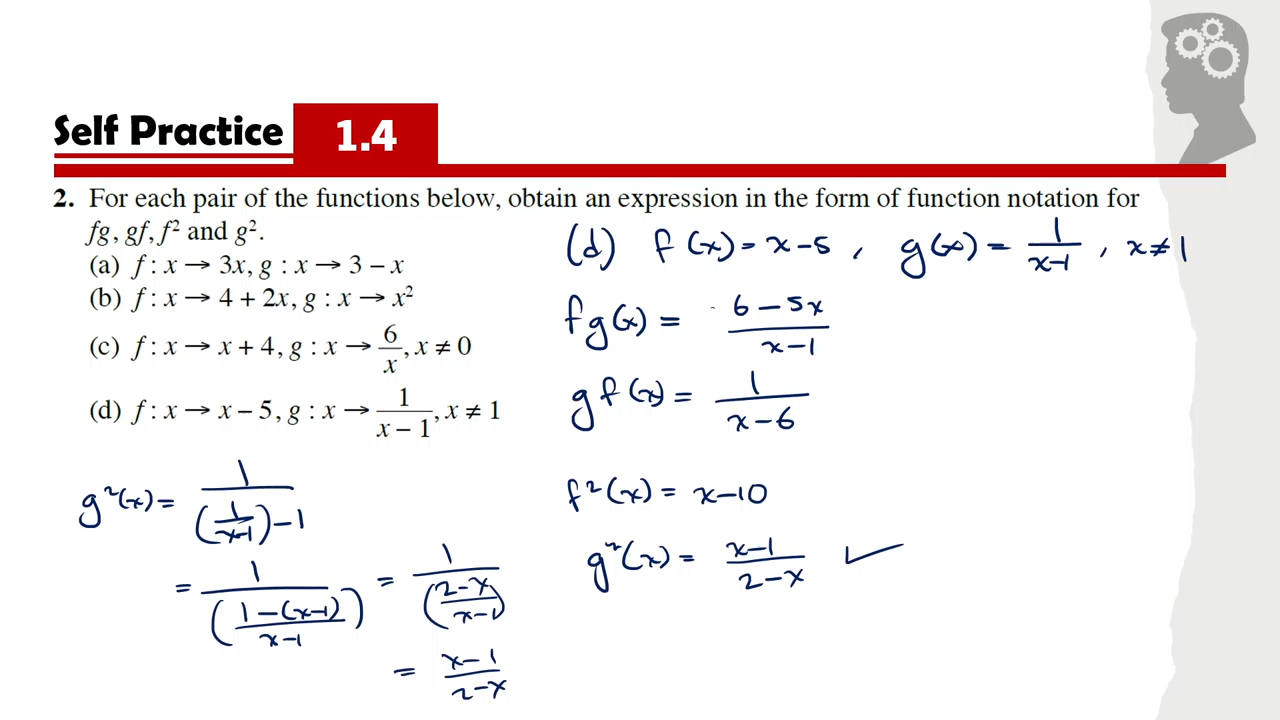 Self Practice 1.4
2. For each pair of the functions below, obtain an expression in the form of function notation for
fg, gf, f² and g².
(a) f : x → 3x, g : x → 3 – x
(b) f : x → 4 + 2x, g : x → x²
(c) f : x → x + 4, g : x → 6/x, x ≠ 0
(d) f : x → x – 5, g : x → 1/(x – 1), x ≠ 1
(d) f(x) = x – 5, g(x) = 1/(x–1), x ≠ 1
fg(x) = (6 – 5x)/(x – 1)
gf(x) = 1/(x – 6)
f²(x) = x – 10
g²(x) = (x–1)/(2–x) ✓
g²(x) = 1/((1/(x–1)) – 1)
= 1/((1 – (x–1))/(x–1))
= 1/((2–x)/(x–1))
= (x–1)/(2–x)